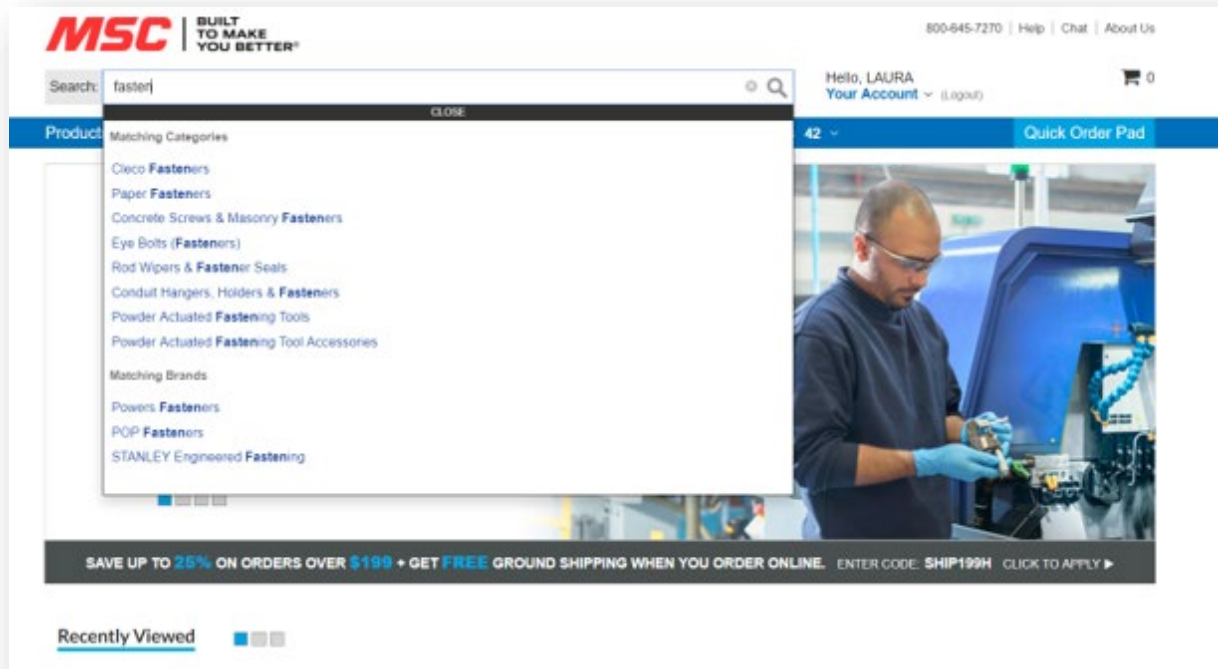 MSC
BUILT
TO MAKE
YOU BETTER®
800-645-7270 | Help | Chat | About Us
Search: fasten
Hello, LAURA
Your Account (Logout)
0
CLOSE
Product
42
Quick Order Pad
Matching Categories
Cleco Fasteners
Paper Fasteners
Concrete Screws & Masonry Fasteners
Eye Bolts (Fasteners)
Rod Wipers & Fastener Seals
Conduit Hangers, Holders & Fasteners
Powder Actuated Fastening Tools
Powder Actuated Fastening Tool Accessories
Matching Brands
Powers Fasteners
POP Fasteners
STANLEY Engineered Fastening
SAVE UP TO 25% ON ORDERS OVER $199 + GET FREE GROUND SHIPPING WHEN YOU ORDER ONLINE. ENTER CODE: SHIP199H CLICK TO APPLY ▶
Recently Viewed